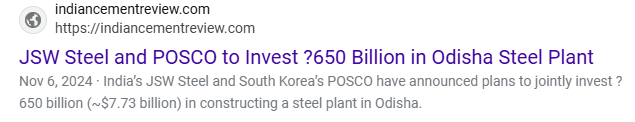 indiancementreview.com
https://indiancementreview.com
JSW Steel and POSCO to Invest ?650 Billion in Odisha Steel Plant
Nov 6, 2024 · India's JSW Steel and South Korea's POSCO have announced plans to jointly invest ?
650 billion (~$7.73 billion) in constructing a steel plant in Odisha.